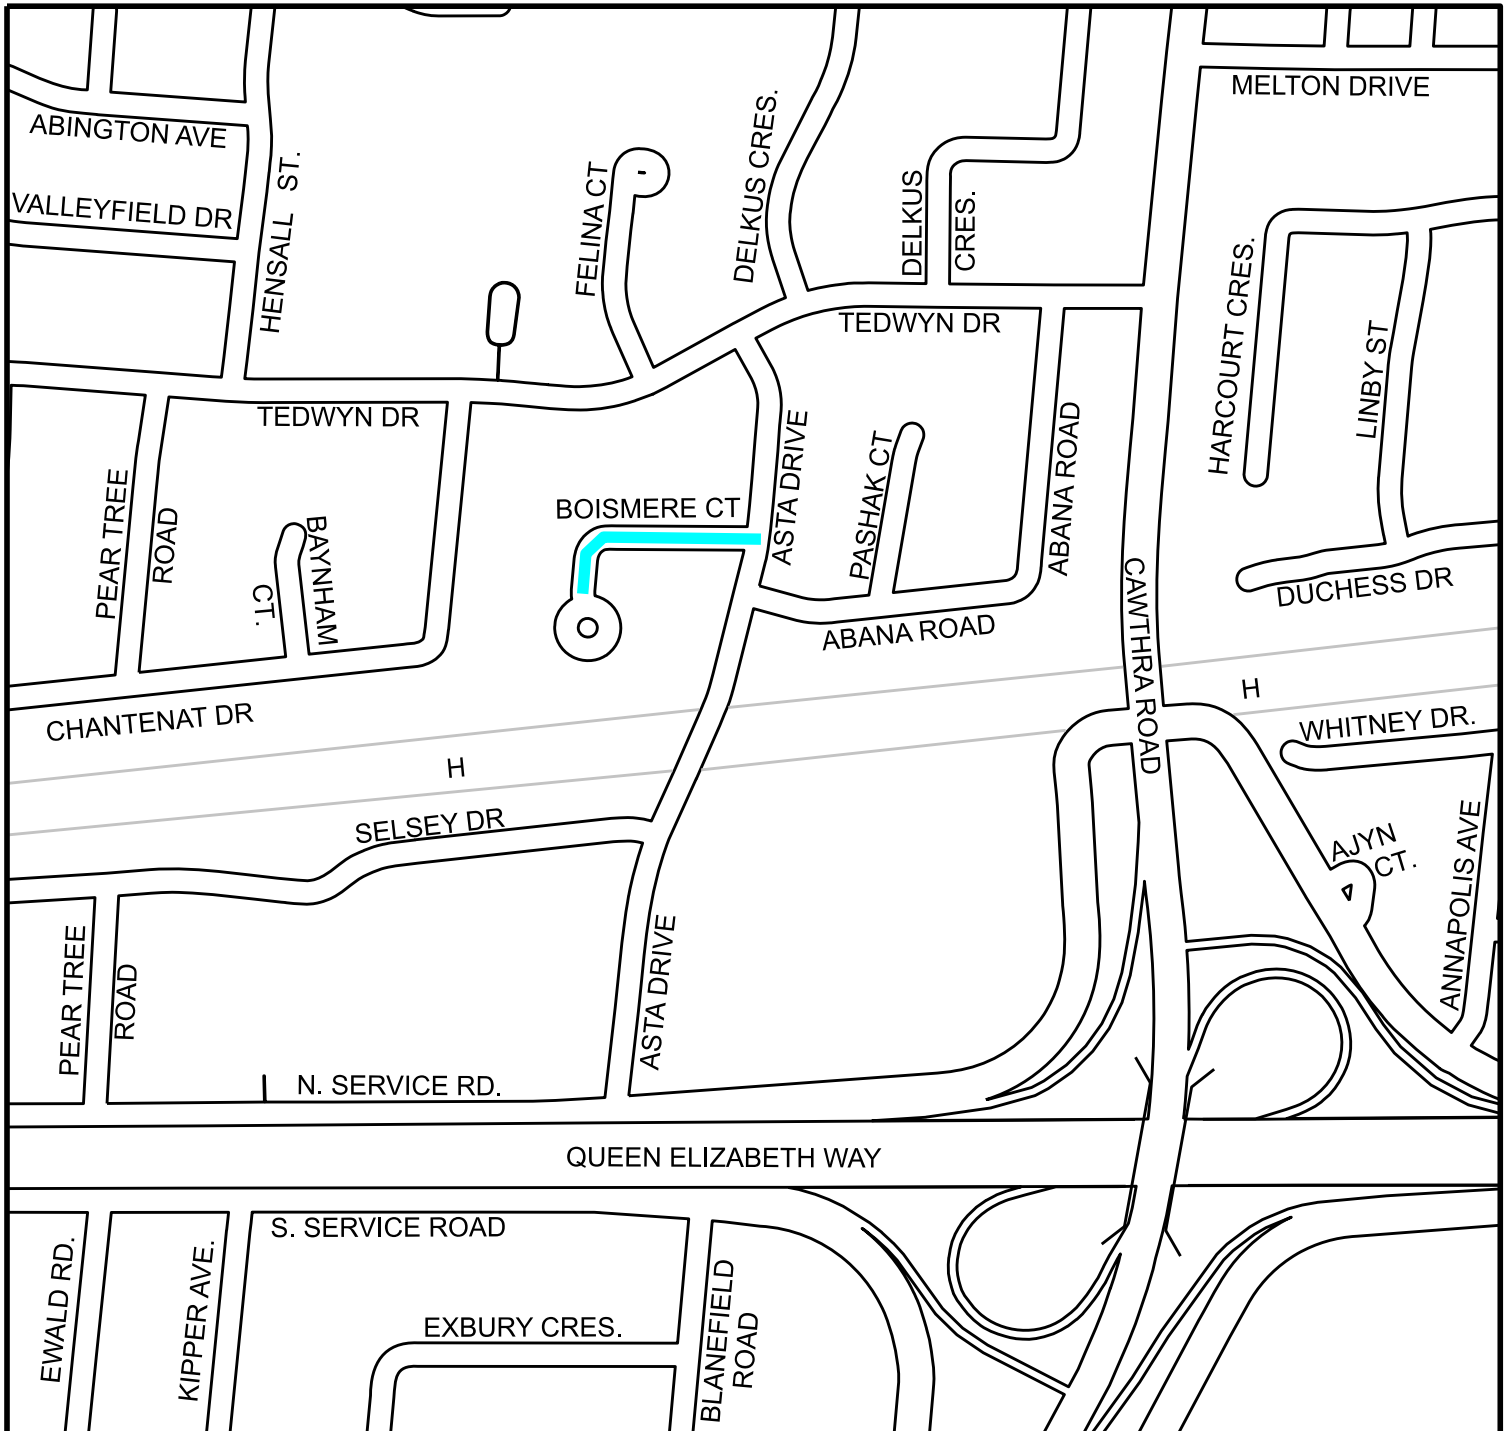 MELTON DRIVE
ABINGTON AVE
VALLEYFIELD DR
HENSALL ST.
FELINA CT
DELKUS CRES.
DELKUS
CRES.
TEDWYN DR
HARCOURT CRES.
LINBY ST
TEDWYN DR
PEAR TREE
ROAD
BAYNHAM
CT.
BOISMERE CT
ASTA DRIVE
PASHAK CT
ABANA ROAD
CAWTHRA ROAD
DUCHESS DR
ABANA ROAD
CHANTENAT DR
H
H
WHITNEY DR.
SELSEY DR
AJYN
CT.
ANNAPOLIS AVE
PEAR TREE
ROAD
ASTA DRIVE
N. SERVICE RD.
QUEEN ELIZABETH WAY
S. SERVICE ROAD
EWALD RD.
KIPPER AVE.
EXBURY CRES.
BLANEFIELD
ROAD